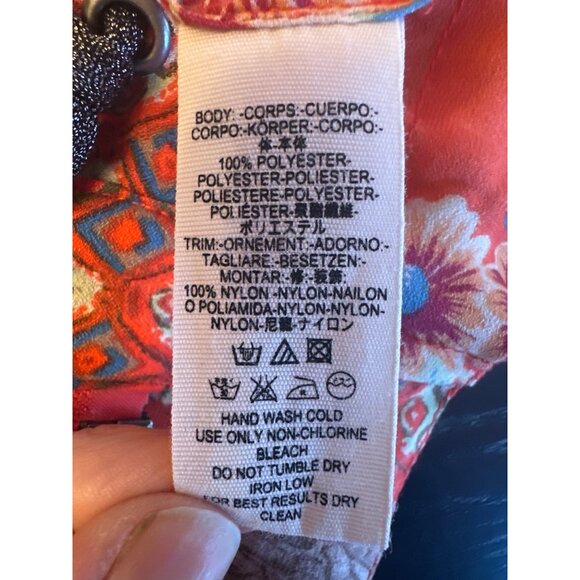 BODY: -CORPS:-CUERPO:-
CORPO:-KÖRPER:-CORPO:-
体-本体
100% POLYESTER-
POLYESTER-POLIESTER-
POLIESTERE-POLYESTER-
POLIÉSTER-聚酯纖維-
ポリエステル
TRIM:-ORNEMENT:-ADORNO:-
TAGLIARE:-BESETZEN:-
MONTAR:-修:-装飾:
100% NYLON -NYLON-NAILON
O POLIAMIDA-NYLON-NYLON-
NYLON-尼龍-ナイロン
HAND WASH COLD
USE ONLY NON-CHLORINE
BLEACH
DO NOT TUMBLE DRY
IRON LOW
FOR BEST RESULTS DRY
CLEAN